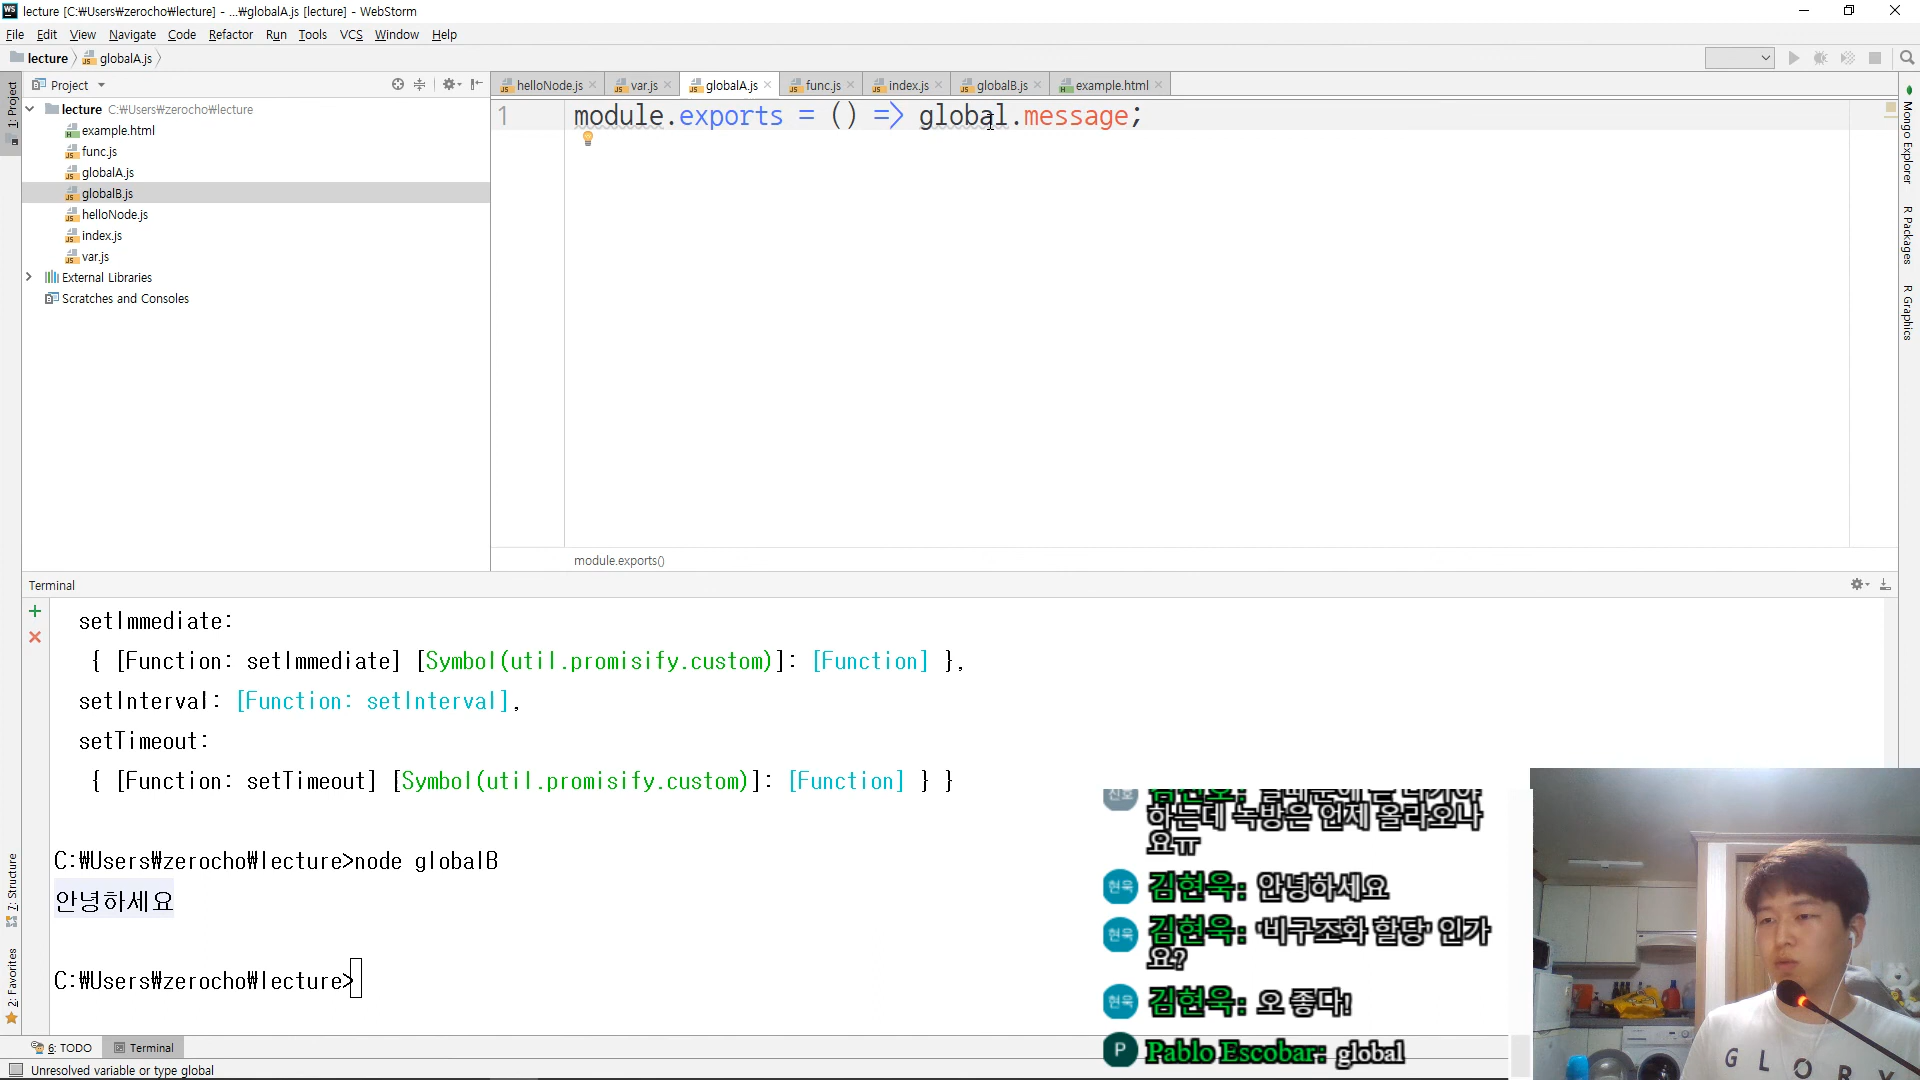 lecture [C:₩Users₩zerocho₩lecture] - ...₩globalA.js [lecture] - WebStorm
File Edit View Navigate Code Refactor Run Tools VCS Window Help
lecture globalA.js
Project
helloNode.js var.js globalA.js func.js index.js globalB.js example.html
1: Project
lecture C:₩Users₩zerocho₩lecture
example.html
func.js
globalA.js
globalB.js
helloNode.js
index.js
var.js
External Libraries
Scratches and Consoles
1 module.exports = () => global.message;
module.exports()
Mongo Explorer
R Packages
R Graphics
Terminal
setImmediate:
{ [Function: setImmediate] [Symbol(util.promisify.custom)]: [Function] },
setInterval: [Function: setInterval],
setTimeout:
{ [Function: setTimeout] [Symbol(util.promisify.custom)]: [Function] } }
C:₩Users₩zerocho₩lecture>node globalB
안녕하세요
C:₩Users₩zerocho₩lecture>
7: Structure
2: Favorites
하는데 녹방은 언제 올라오나
요ㅠ
현욱 김현욱: 안녕하세요
현욱 김현욱: '비구조화 할당' 인가
요?
현욱 김현욱: 오 좋다!
P Pablo Escobar: global
GLORY
6: TODO Terminal
Unresolved variable or type global